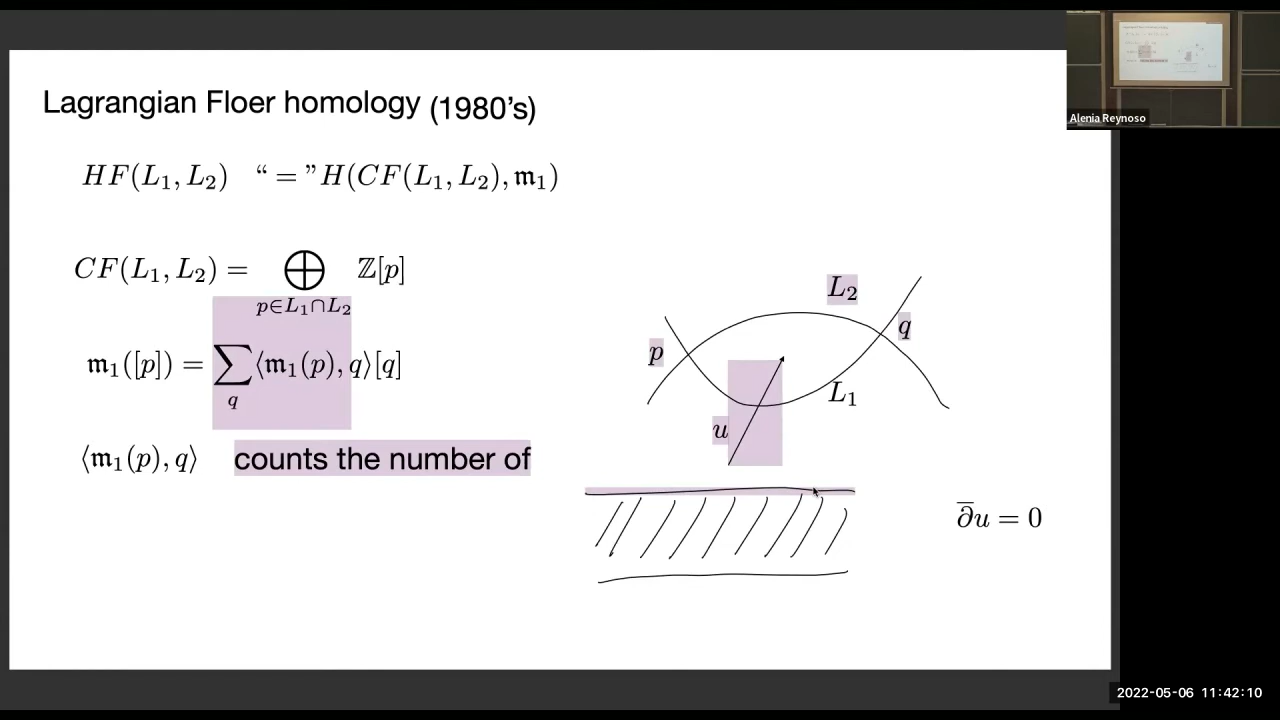 Lagrangian Floer homology (1980's)
HF(L₁, L₂) “ = ” H(CF(L₁, L₂), 𝔪₁)
CF(L₁, L₂) = ⊕ ℤ[p]
p∈L₁∩L₂
𝔪₁([p]) = ∑ ⟨𝔪₁(p), q⟩[q]
q
⟨𝔪₁(p), q⟩ counts the number of
L₂
q
p
L₁
u
∂̄u = 0
Alenia Reynoso
2022-05-06 11:42:10